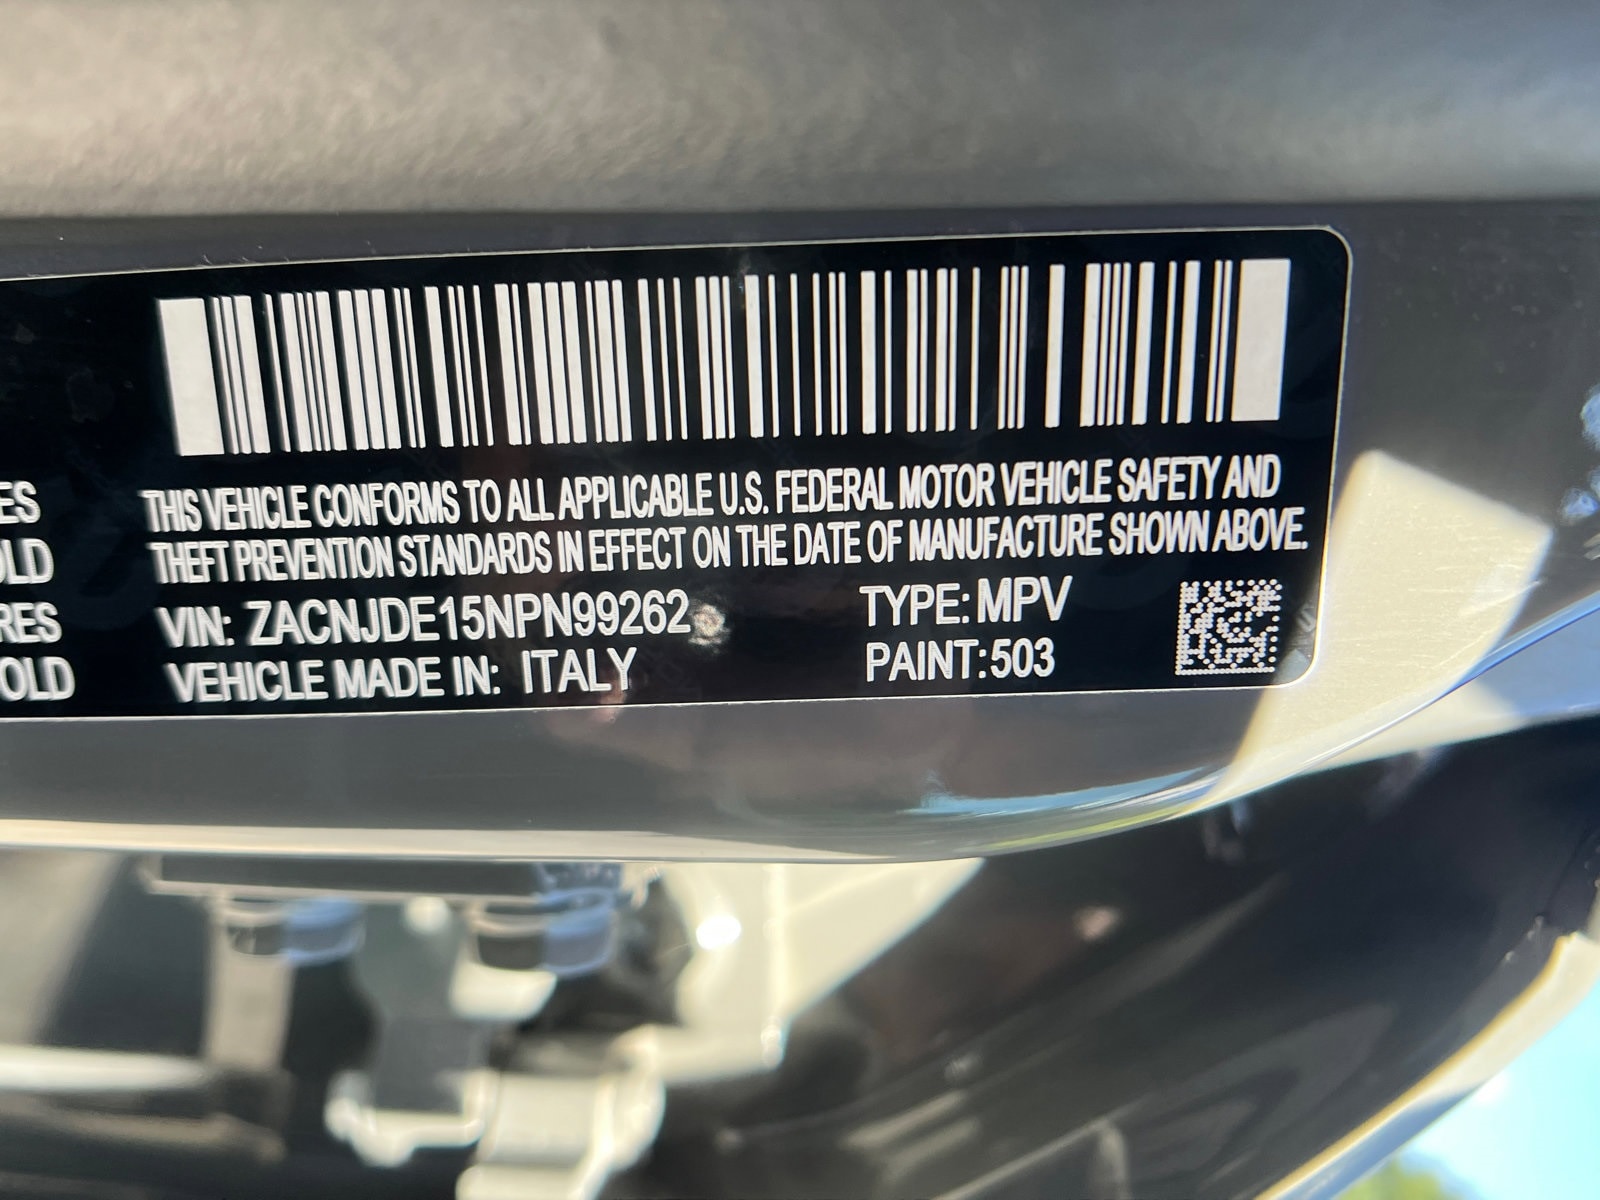 THIS VEHICLE CONFORMS TO ALL APPLICABLE U.S. FEDERAL MOTOR VEHICLE SAFETY AND
THEFT PREVENTION STANDARDS IN EFFECT ON THE DATE OF MANUFACTURE SHOWN ABOVE.
VIN: ZACNJDE15NPN99262 TYPE: MPV
VEHICLE MADE IN: ITALY PAINT: 503
ES
OLD
RES
OLD